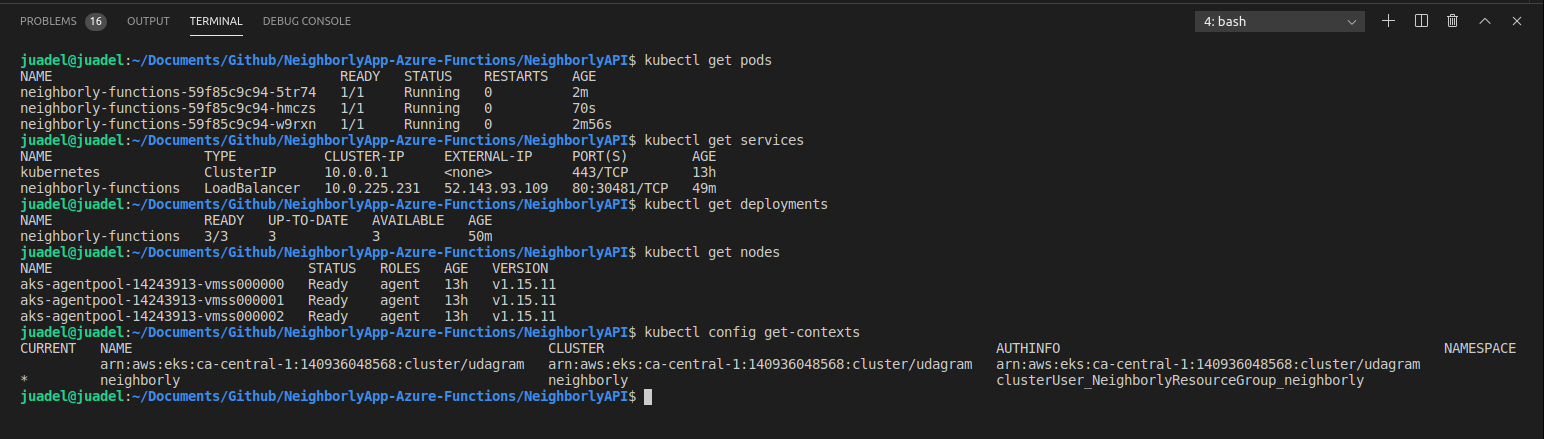 PROBLEMS 16 OUTPUT TERMINAL DEBUG CONSOLE 4: bash
juadel@juadel:~/Documents/Github/NeighborlyApp-Azure-Functions/NeighborlyAPI$ kubectl get pods
NAME READY STATUS RESTARTS AGE
neighborly-functions-59f85c9c94-5tr74 1/1 Running 0 2m
neighborly-functions-59f85c9c94-hmczs 1/1 Running 0 70s
neighborly-functions-59f85c9c94-w9rxn 1/1 Running 0 2m56s
juadel@juadel:~/Documents/Github/NeighborlyApp-Azure-Functions/NeighborlyAPI$ kubectl get services
NAME TYPE CLUSTER-IP EXTERNAL-IP PORT(S) AGE
kubernetes ClusterIP 10.0.0.1 <none> 443/TCP 13h
neighborly-functions LoadBalancer 10.0.225.231 52.143.93.109 80:30481/TCP 49m
juadel@juadel:~/Documents/Github/NeighborlyApp-Azure-Functions/NeighborlyAPI$ kubectl get deployments
NAME READY UP-TO-DATE AVAILABLE AGE
neighborly-functions 3/3 3 3 50m
juadel@juadel:~/Documents/Github/NeighborlyApp-Azure-Functions/NeighborlyAPI$ kubectl get nodes
NAME STATUS ROLES AGE VERSION
aks-agentpool-14243913-vmss000000 Ready agent 13h v1.15.11
aks-agentpool-14243913-vmss000001 Ready agent 13h v1.15.11
aks-agentpool-14243913-vmss000002 Ready agent 13h v1.15.11
juadel@juadel:~/Documents/Github/NeighborlyApp-Azure-Functions/NeighborlyAPI$ kubectl config get-contexts
CURRENT NAME CLUSTER AUTHINFO NAMESPACE
arn:aws:eks:ca-central-1:140936048568:cluster/udagram arn:aws:eks:ca-central-1:140936048568:cluster/udagram arn:aws:eks:ca-central-1:140936048568:cluster/udagram
* neighborly neighborly clusterUser_NeighborlyResourceGroup_neighborly
juadel@juadel:~/Documents/Github/NeighborlyApp-Azure-Functions/NeighborlyAPI$